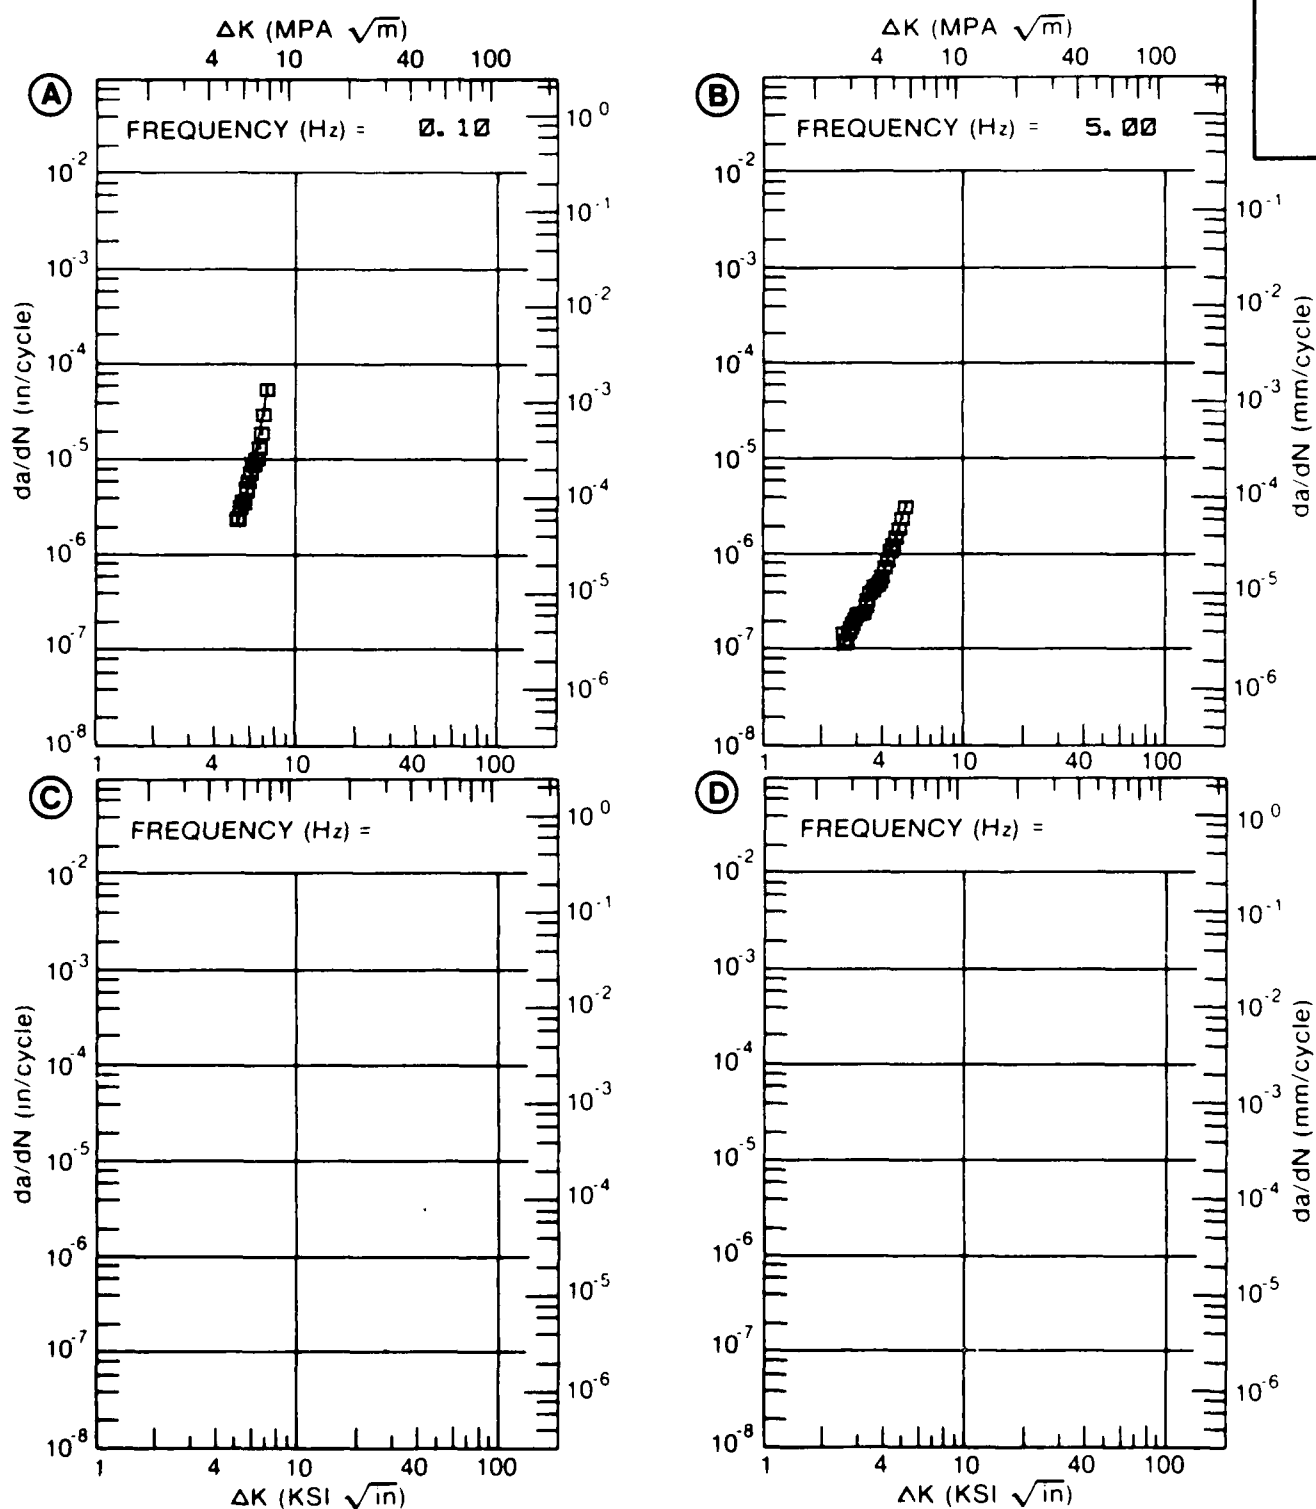 ΔK (MPA √m)
4 10 40 100
A
FREQUENCY (Hz) = 0.10
10^-2
10^-3
10^-4
10^-5
10^-6
10^-7
10^-8
da/dN (in/cycle)
10^0
10^-1
10^-2
10^-3
10^-4
10^-5
10^-6
1 4 10 40 100
ΔK (MPA √m)
4 10 40 100
B
FREQUENCY (Hz) = 5.00
10^-2
10^-3
10^-4
10^-5
10^-6
10^-7
10^-8
10^-1
10^-2
10^-3
10^-4
10^-5
10^-6
da/dN (mm/cycle)
1 4 10 40 100
C
FREQUENCY (Hz) =
10^-2
10^-3
10^-4
10^-5
10^-6
10^-7
10^-8
da/dN (in/cycle)
10^0
10^-1
10^-2
10^-3
10^-4
10^-5
10^-6
1 4 10 40 100
ΔK (KSI √in)
D
FREQUENCY (Hz) =
10^-2
10^-3
10^-4
10^-5
10^-6
10^-7
10^-8
10^0
10^-1
10^-2
10^-3
10^-4
10^-5
10^-6
da/dN (mm/cycle)
1 4 10 40 100
ΔK (KSI √in)